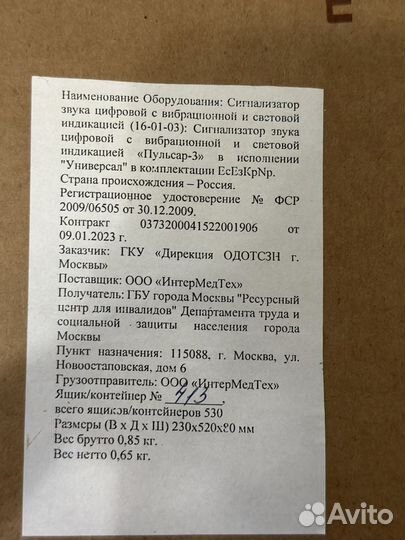 Наименование Оборудования: Сигнализатор
звука цифровой с вибрационной и световой
индикацией (16-01-03): Сигнализатор звука
цифровой с вибрационной и световой
индикацией «Пульсар-3» в исполнении
"Универсал" в комплектации ЕсЕзКрNр.
Страна происхождения – Россия.
Регистрационное удостоверение № ФСР
2009/06505 от 30.12.2009.
Контракт 0373200041522001906 от
09.01.2023 г.
Заказчик: ГКУ «Дирекция ОДОТСЗН г.
Москвы»
Поставщик: ООО «ИнтерМедТех»
Получатель: ГБУ города Москвы "Ресурсный
центр для инвалидов" Департамента труда и
социальной защиты населения города
Москвы
Пункт назначения: 115088, г. Москва, ул.
Новоостаповская, дом 6
Грузоотправитель: ООО «ИнтерМедТех»
Ящик/контейнер № 413,
всего ящиков/контейнеров 530
Размеры (В х Д х Ш) 230х520х80 мм
Вес брутто 0,85 кг.
Вес нетто 0,65 кг.
Avito